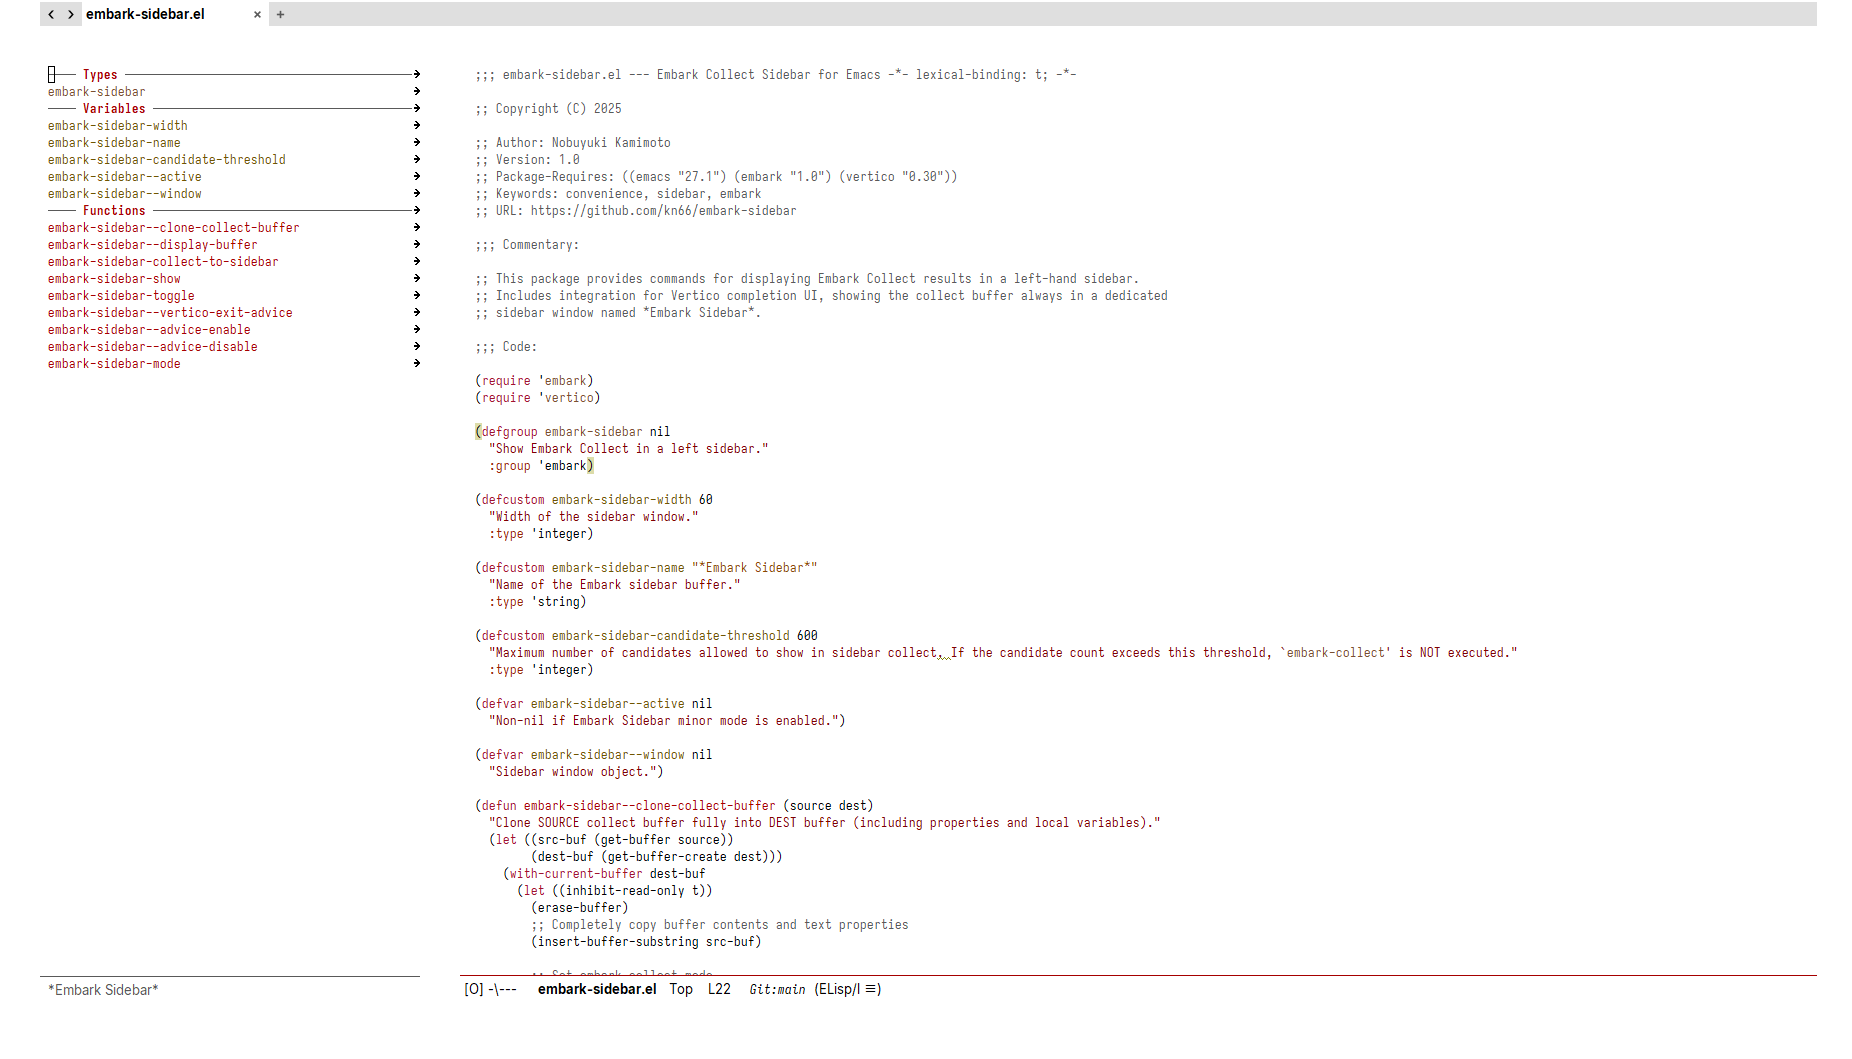 embark-sidebar.el
Types
embark-sidebar
Variables
embark-sidebar-width
embark-sidebar-name
embark-sidebar-candidate-threshold
embark-sidebar--active
embark-sidebar--window
Functions
embark-sidebar--clone-collect-buffer
embark-sidebar--display-buffer
embark-sidebar-collect-to-sidebar
embark-sidebar-show
embark-sidebar-toggle
embark-sidebar--vertico-exit-advice
embark-sidebar--advice-enable
embark-sidebar--advice-disable
embark-sidebar-mode
*Embark Sidebar*
;;; embark-sidebar.el --- Embark Collect Sidebar for Emacs -*- lexical-binding: t; -*-
;; Copyright (C) 2025
;; Author: Nobuyuki Kamimoto
;; Version: 1.0
;; Package-Requires: ((emacs "27.1") (embark "1.0") (vertico "0.30"))
;; Keywords: convenience, sidebar, embark
;; URL: https://github.com/kn66/embark-sidebar
;;; Commentary:
;; This package provides commands for displaying Embark Collect results in a left-hand sidebar.
;; Includes integration for Vertico completion UI, showing the collect buffer always in a dedicated
;; sidebar window named *Embark Sidebar*.
;;; Code:
(require 'embark)
(require 'vertico)
(defgroup embark-sidebar nil
  "Show Embark Collect in a left sidebar."
  :group 'embark)
(defcustom embark-sidebar-width 60
  "Width of the sidebar window."
  :type 'integer)
(defcustom embark-sidebar-name "*Embark Sidebar*"
  "Name of the Embark sidebar buffer."
  :type 'string)
(defcustom embark-sidebar-candidate-threshold 600
  "Maximum number of candidates allowed to show in sidebar collect. If the candidate count exceeds this threshold, `embark-collect' is NOT executed."
  :type 'integer)
(defvar embark-sidebar--active nil
  "Non-nil if Embark Sidebar minor mode is enabled.")
(defvar embark-sidebar--window nil
  "Sidebar window object.")
(defun embark-sidebar--clone-collect-buffer (source dest)
  "Clone SOURCE collect buffer fully into DEST buffer (including properties and local variables)."
  (let ((src-buf (get-buffer source))
        (dest-buf (get-buffer-create dest)))
    (with-current-buffer dest-buf
      (let ((inhibit-read-only t))
        (erase-buffer)
        ;; Completely copy buffer contents and text properties
        (insert-buffer-substring src-buf)
        ;; Set embark-collect-mode
[O] -\--- embark-sidebar.el Top L22 Git:main (ELisp/l ≡)